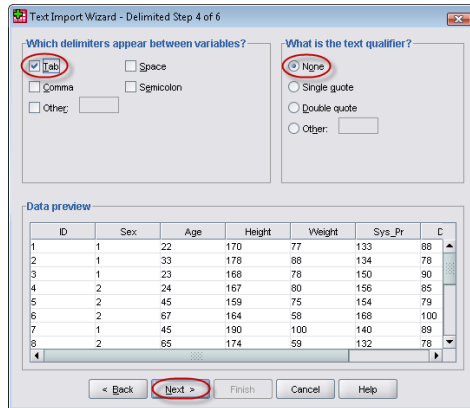 Text Import Wizard - Delimited Step 4 of 6
Which delimiters appear between variables?
Tab
Space
Comma
Semicolon
Other:
What is the text qualifier?
None
Single quote
Double quote
Other:
Data preview
ID Sex Age Height Weight Sys_Pr D
1 1 22 170 77 133 88
2 1 33 178 88 134 78
3 1 23 168 78 150 90
4 2 24 167 80 156 85
5 2 45 159 75 154 79
6 2 67 164 58 168 100
7 1 45 190 100 140 89
8 2 65 174 59 132 78
< Back Next > Finish Cancel Help